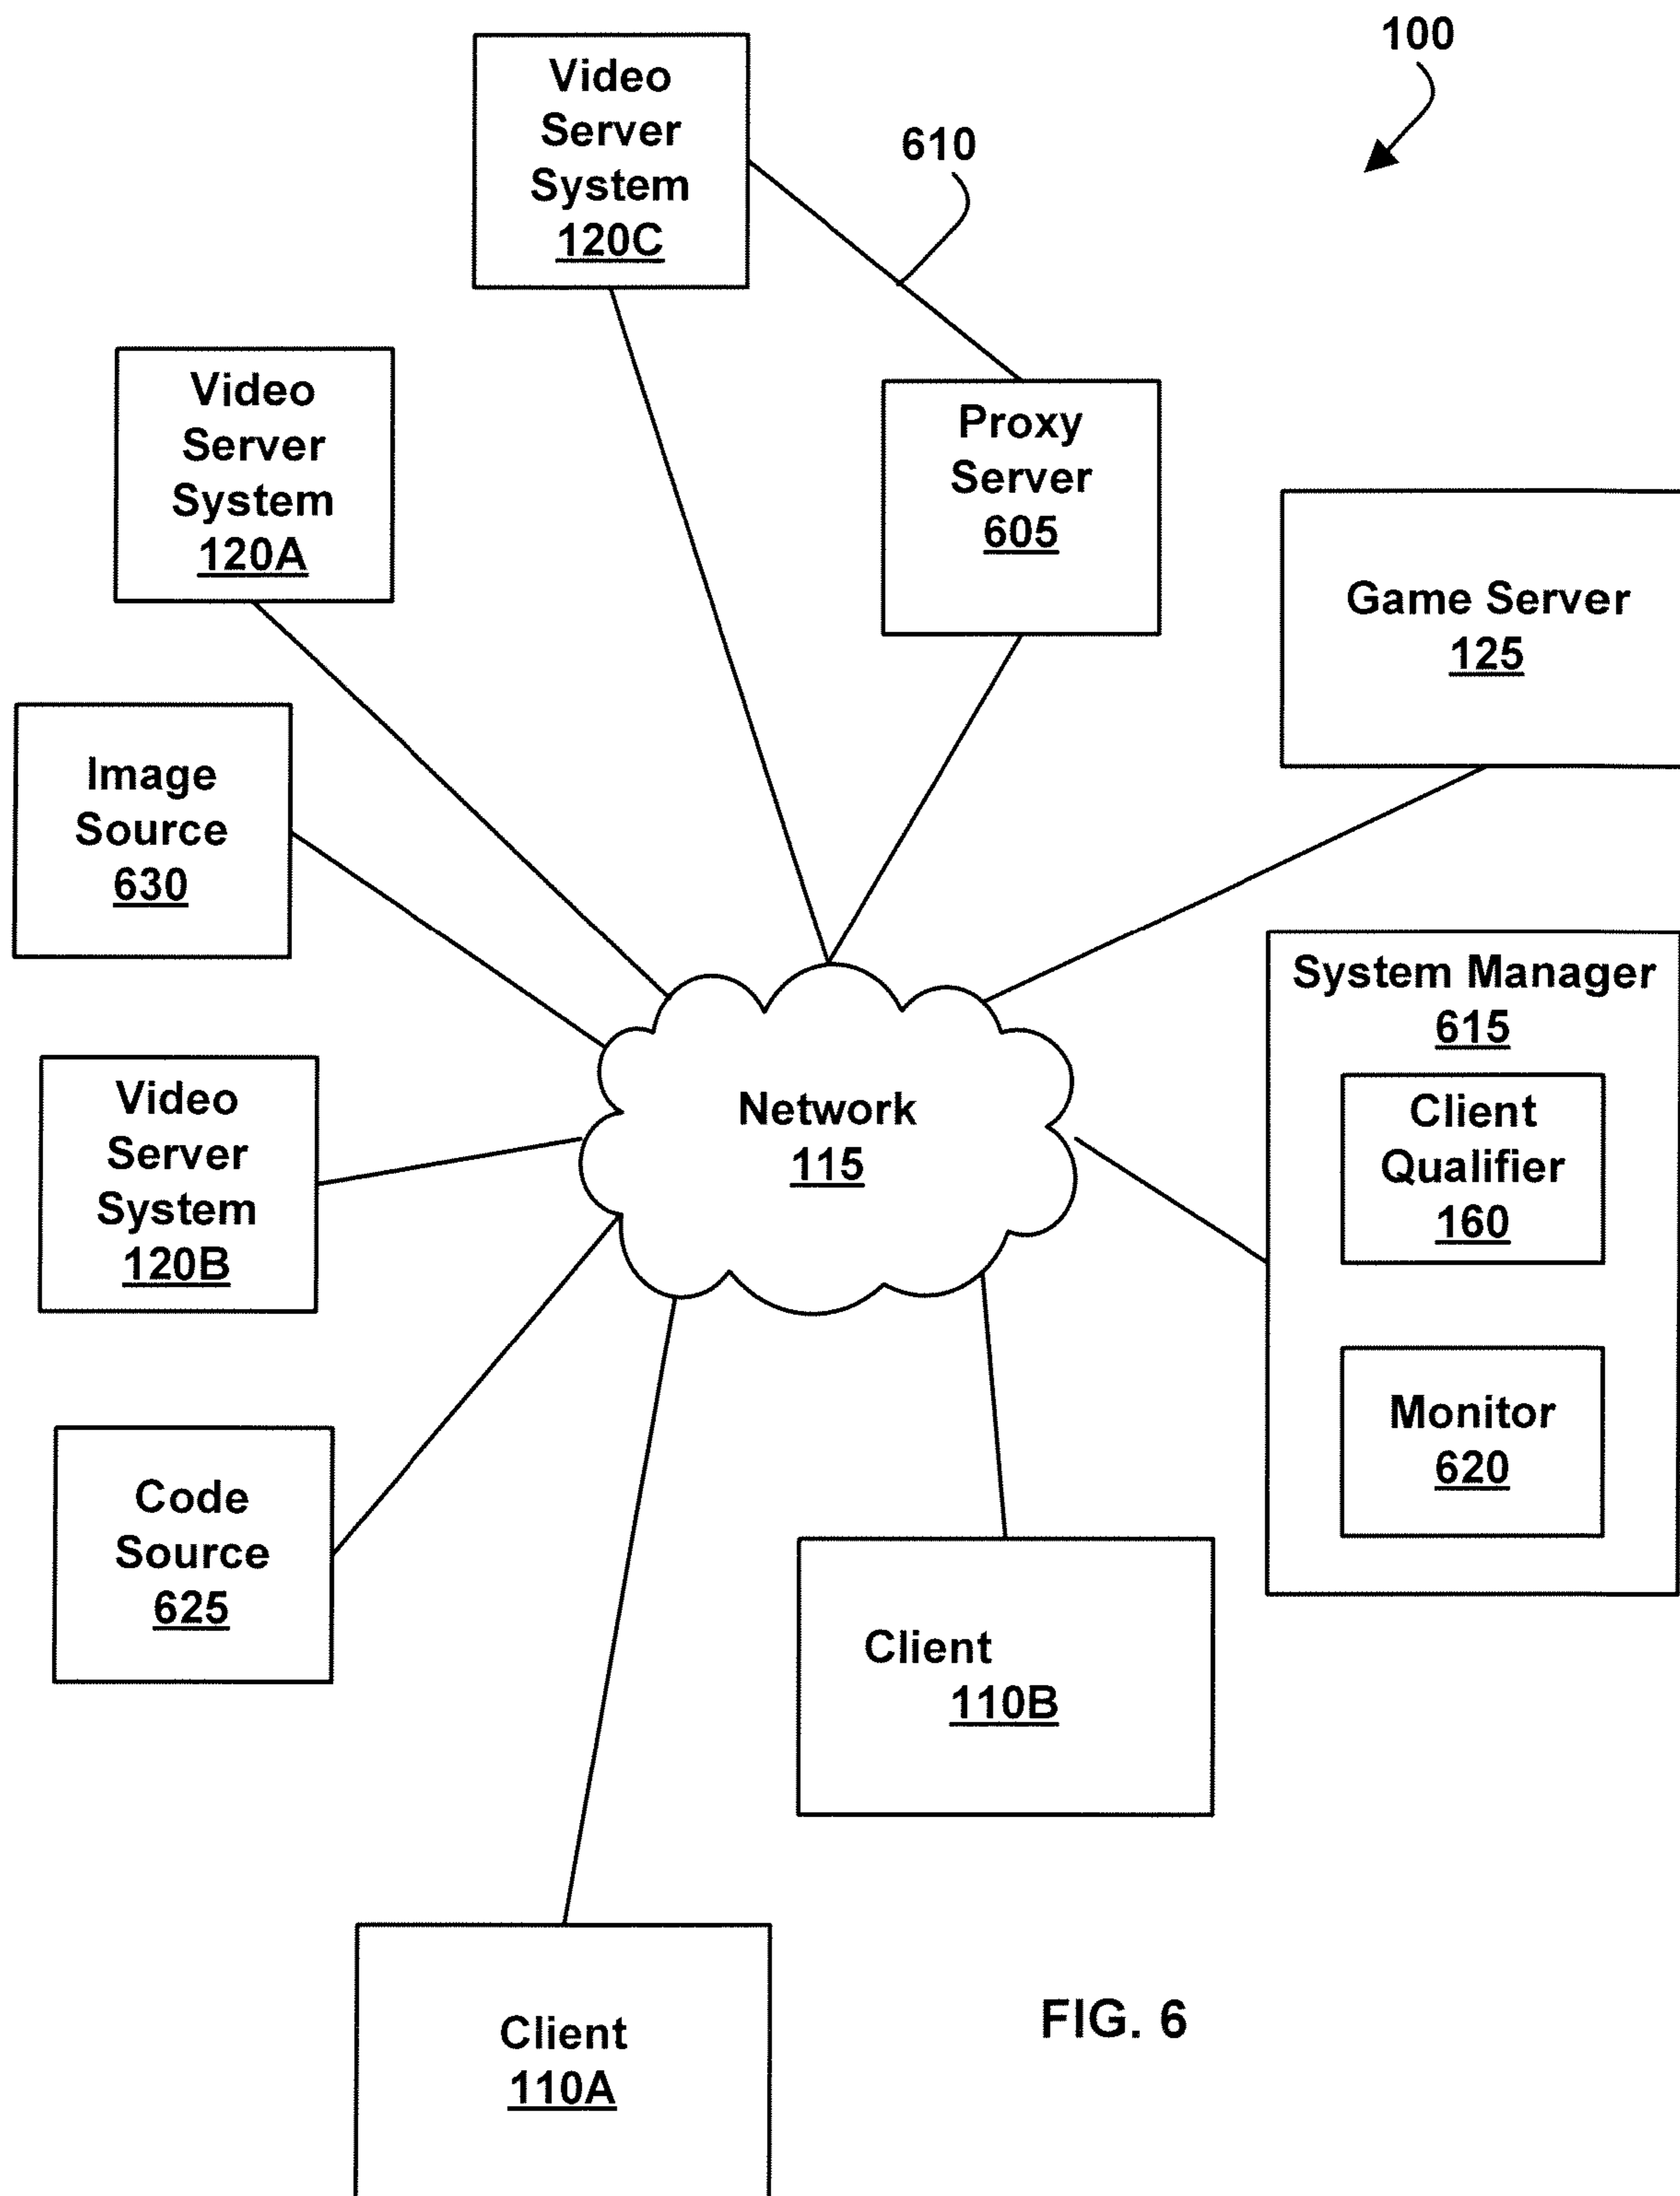 100
Video
Server
System
120C
610
Video
Server
System
120A
Proxy
Server
605
Game Server
125
Image
Source
630
System Manager
615
Client
Qualifier
160
Monitor
620
Network
115
Video
Server
System
120B
Code
Source
625
Client
110B
Client
110A
FIG. 6